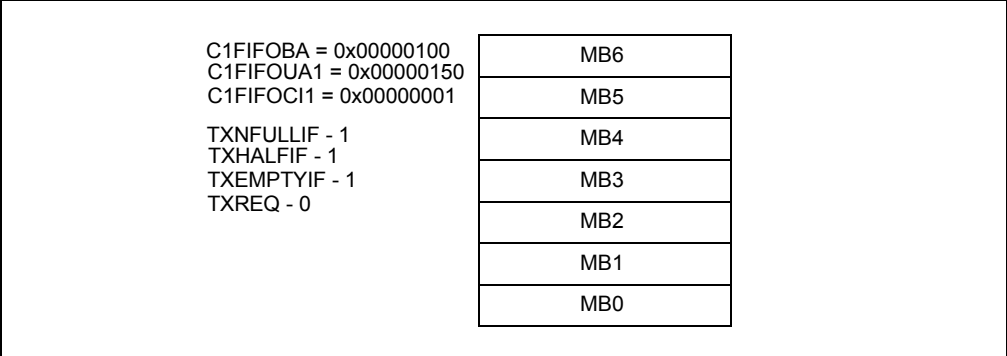 C1FIFOBA = 0x00000100
C1FIFOUA1 = 0x00000150
C1FIFOCI1 = 0x00000001
TXNFULLIF - 1
TXHALFIF - 1
TXEMPTYIF - 1
TXREQ - 0
MB6
MB5
MB4
MB3
MB2
MB1
MB0